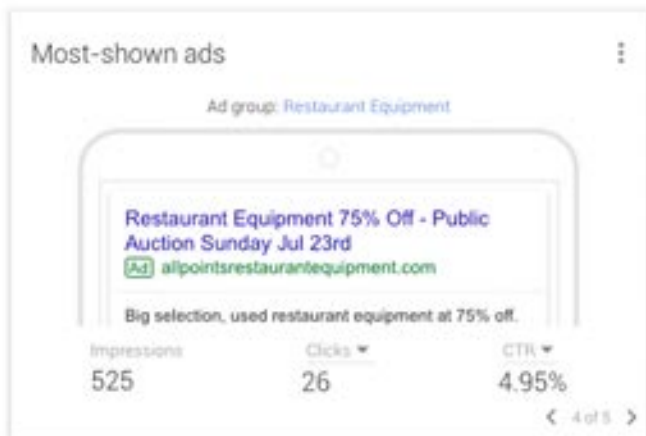 Most-shown ads
Ad group: Restaurant Equipment
Restaurant Equipment 75% Off - Public
Auction Sunday Jul 23rd
Ad allpointsrestaurantequipment.com
Big selection, used restaurant equipment at 75% off.
Impressions Clicks CTR
525 26 4.95%
4 of 5